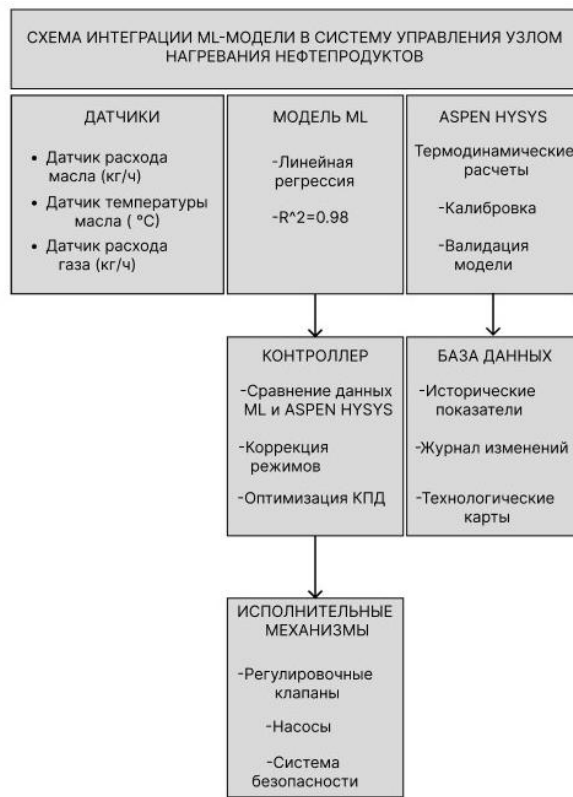 СХЕМА ИНТЕГРАЦИИ ML-МОДЕЛИ В СИСТЕМУ УПРАВЛЕНИЯ УЗЛОМ
НАГРЕВАНИЯ НЕФТЕПРОДУКТОВ
ДАТЧИКИ
• Датчик расхода
масла (кг/ч)
• Датчик температуры
масла ( °C)
• Датчик расхода
газа (кг/ч)
МОДЕЛЬ ML
-Линейная
регрессия
-R^2=0.98
ASPEN HYSYS
Термодинамические
расчеты
-Калибровка
-Валидация
модели
КОНТРОЛЛЕР
-Сравнение данных
ML и ASPEN HYSYS
-Коррекция
режимов
-Оптимизация КПД
БАЗА ДАННЫХ
-Исторические
показатели
-Журнал изменений
-Технологические
карты
ИСПОЛНИТЕЛЬНЫЕ
МЕХАНИЗМЫ
-Регулировочные
клапаны
-Насосы
-Система
безопасности